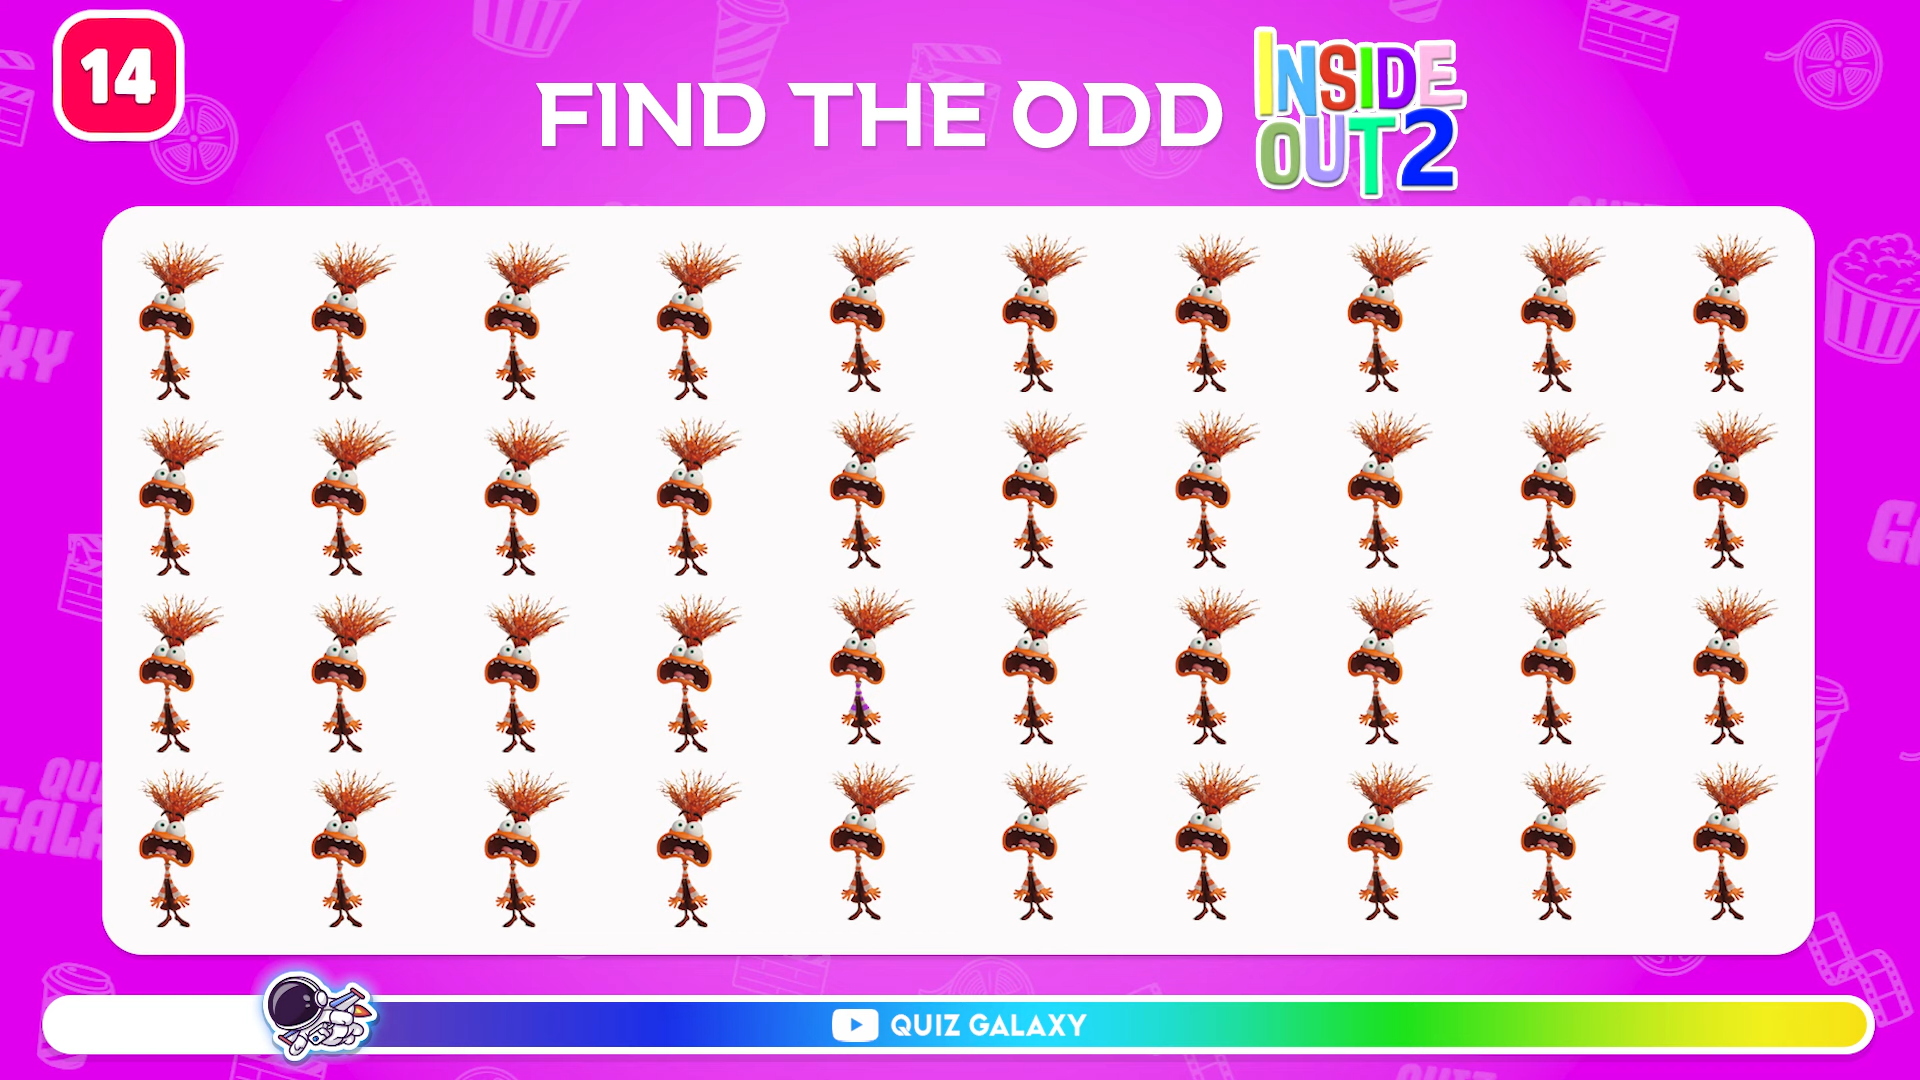 14
FIND THE ODD
INSIDE
OUT 2
QUIZ GALAXY